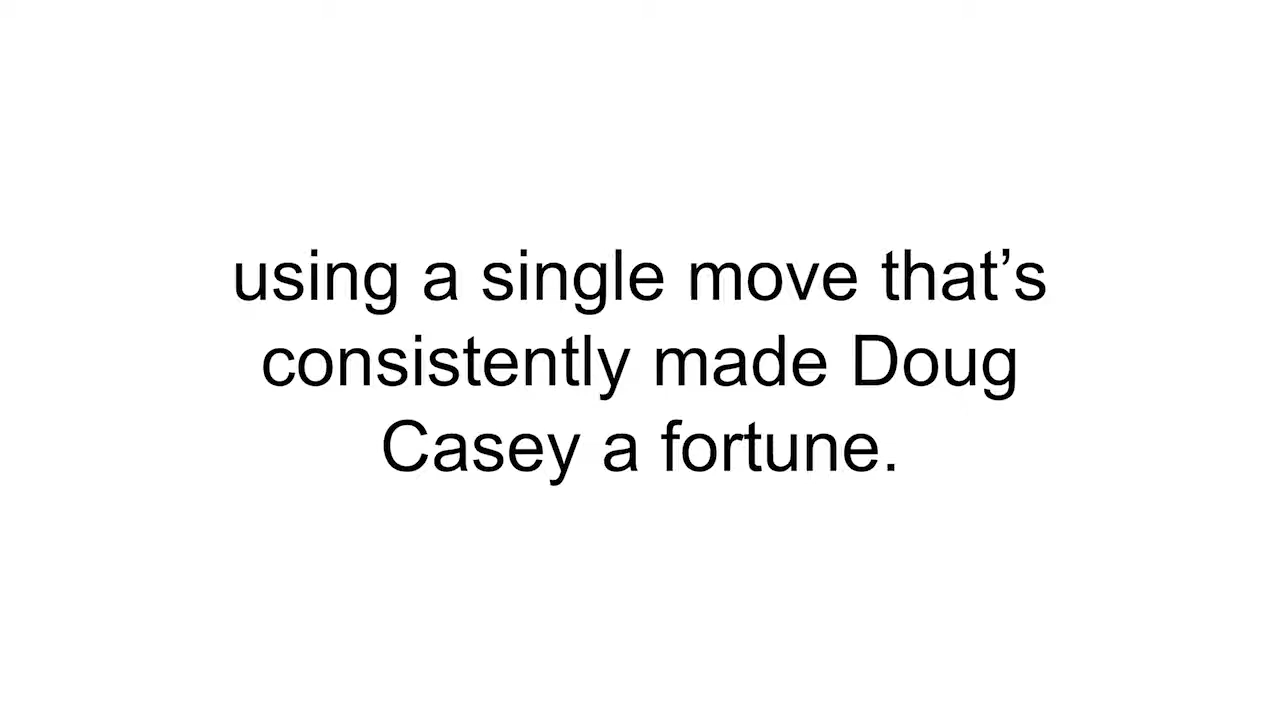 using a single move that’s
consistently made Doug
Casey a fortune.